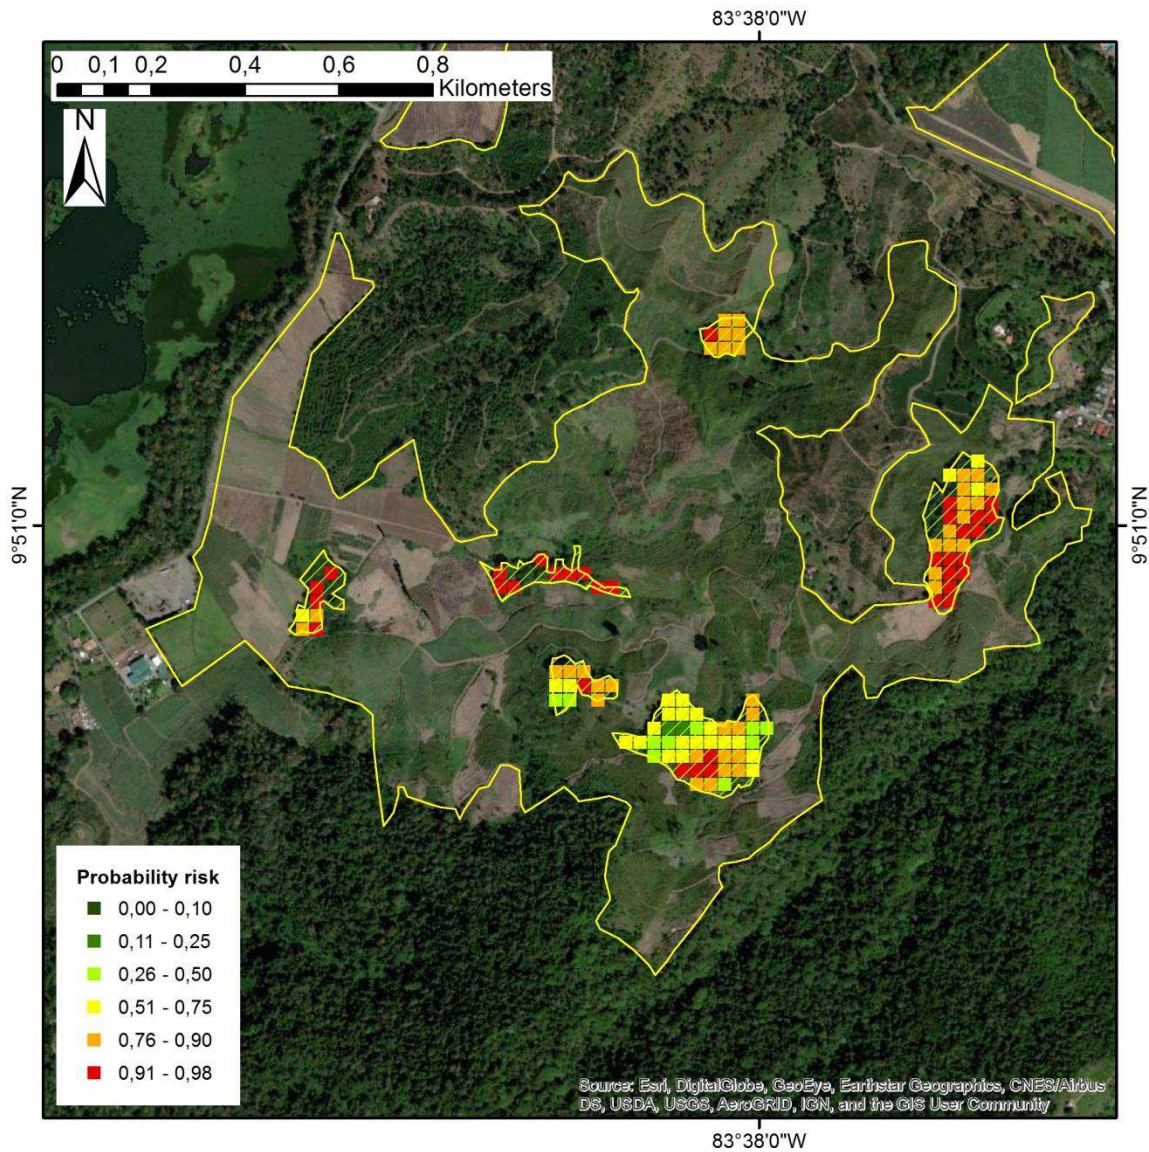 83°38'0"W
0 0,1 0,2 0,4 0,6 0,8
Kilometers
N
9°51'0"N
9°51'0"N
Probability risk
0,00 - 0,10
0,11 - 0,25
0,26 - 0,50
0,51 - 0,75
0,76 - 0,90
0,91 - 0,98
Source: Esri, DigitalGlobe, GeoEye, Earthstar Geographics, CNES/Airbus
DS, USDA, USGS, AeroGRID, IGN, and the GIS User Community
83°38'0"W